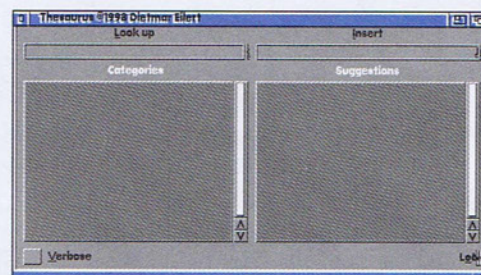 Thesaurus ©1998 Dietmar Eilert
Look up Insert
Categories Suggestions
Verbose